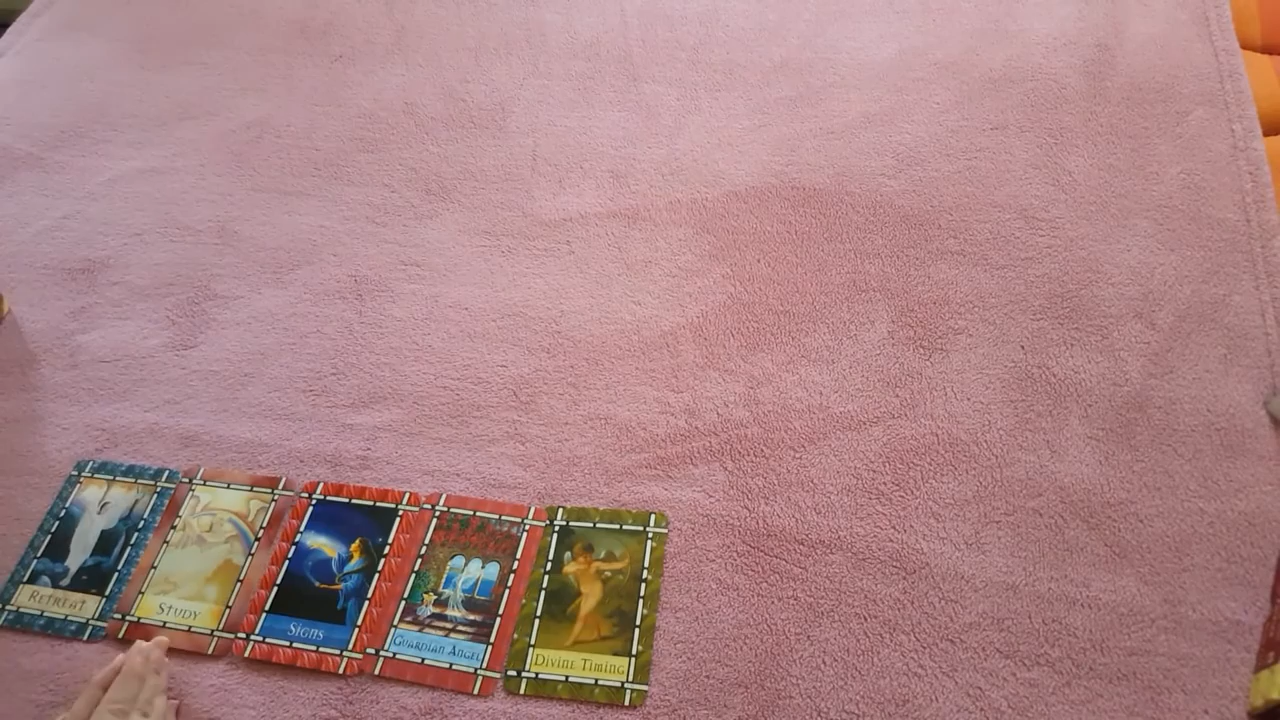 RETREAT
STUDY
SIGNS
GUARDIAN ANGEL
DIVINE TIMING